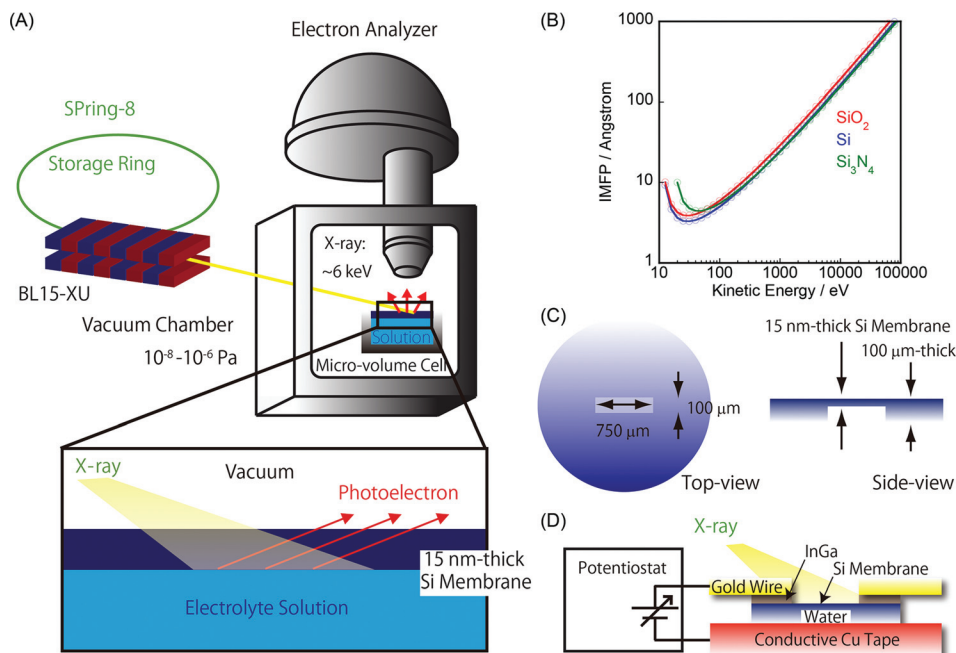 (A)
Electron Analyzer
SPring-8
Storage Ring
X-ray:
~6 keV
BL15-XU
Vacuum Chamber
10⁻⁸ -10⁻⁶ Pa
Solution
Micro-volume Cell
X-ray
Vacuum
Photoelectron
15 nm-thick
Si Membrane
Electrolyte Solution
(B)
IMFP / Angstrom
1000
100
10
1
SiO₂
Si
Si₃N₄
10 100 1000 10000 100000
Kinetic Energy / eV
(C)
15 nm-thick Si Membrane
100 μm-thick
100 μm
750 μm
Top-view
Side-view
(D)
X-ray
Potentiostat
InGa
Si Membrane
Gold Wire
Water
Conductive Cu Tape